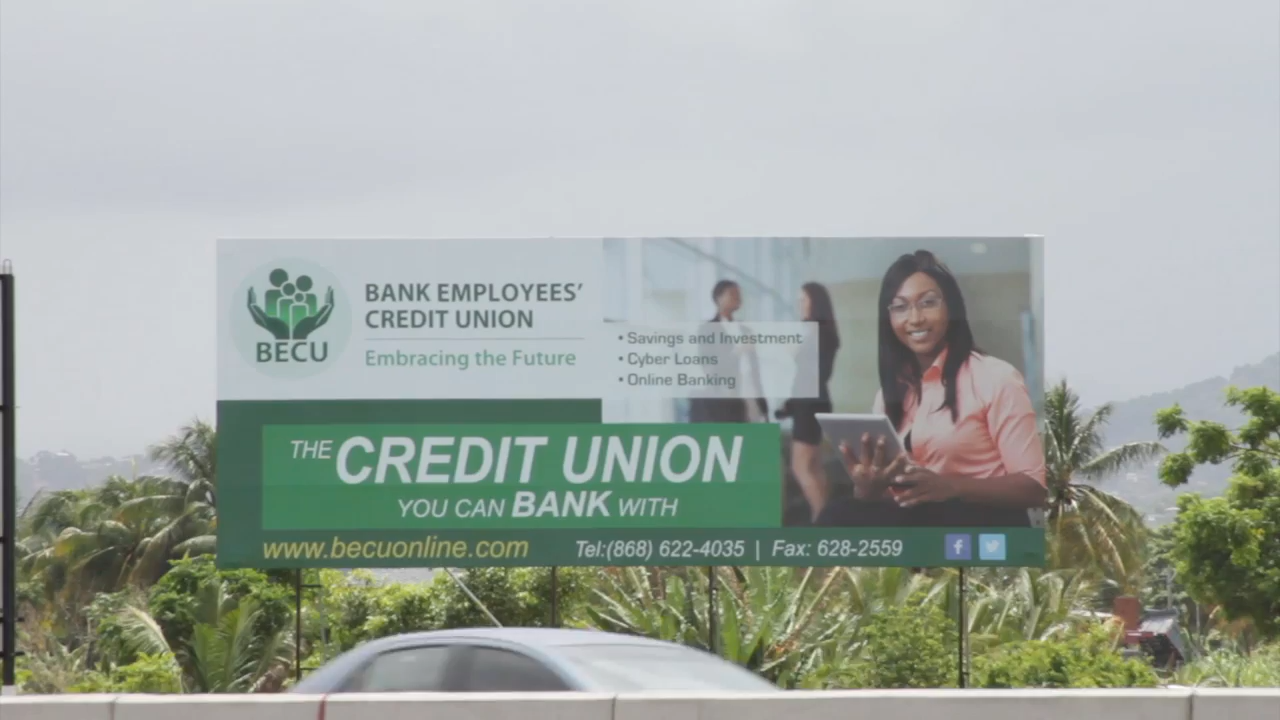 BECU
BANK EMPLOYEES'
CREDIT UNION
Embracing the Future
• Savings and Investment
• Cyber Loans
• Online Banking
THE CREDIT UNION
YOU CAN BANK WITH
www.becuonline.com
Tel:(868) 622-4035 | Fax: 628-2559